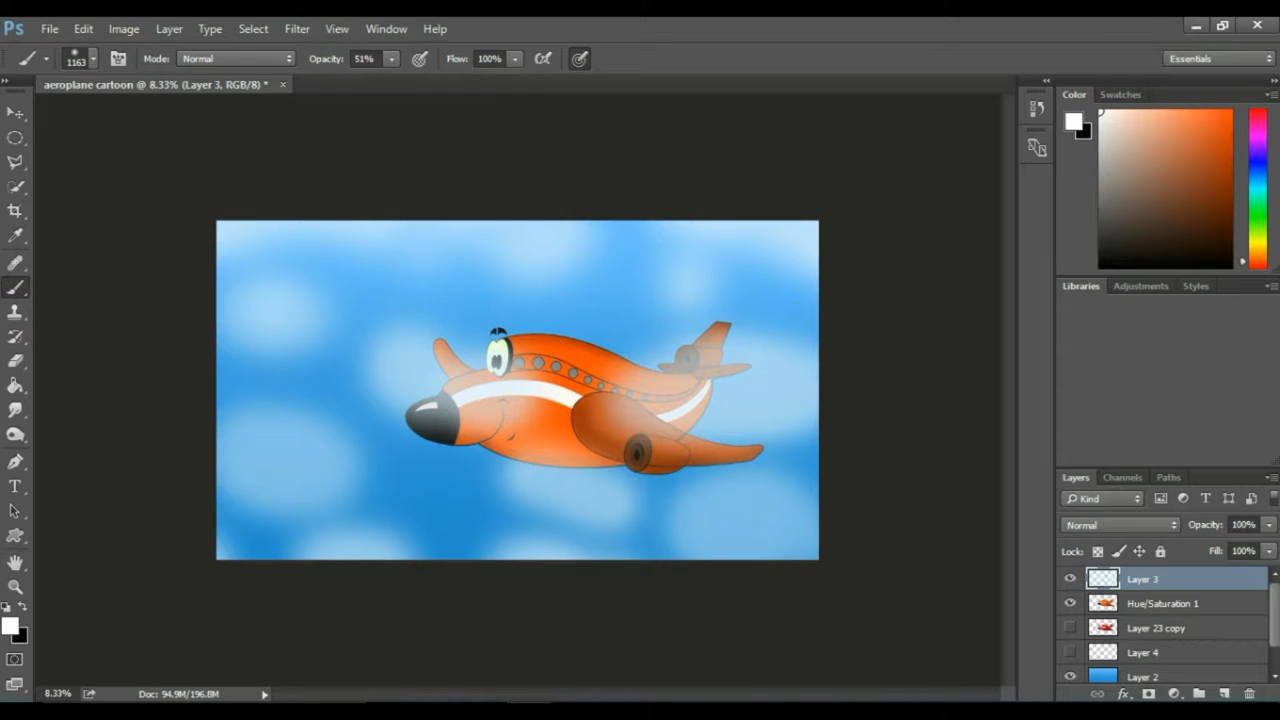 Ps File Edit Image Layer Type Select Filter View Window Help
1163 Mode: Normal Opacity: 51% Flow: 100% Essentials
aeroplane cartoon @ 8.33% (Layer 3, RGB/8) * ×
Color Swatches
Libraries Adjustments Styles
Layers Channels Paths
Kind
Normal Opacity: 100%
Lock: Fill: 100%
Layer 3
Hue/Saturation 1
Layer 23 copy
Layer 4
Layer 2
8.33% Doc: 94.9M/196.8M
fx